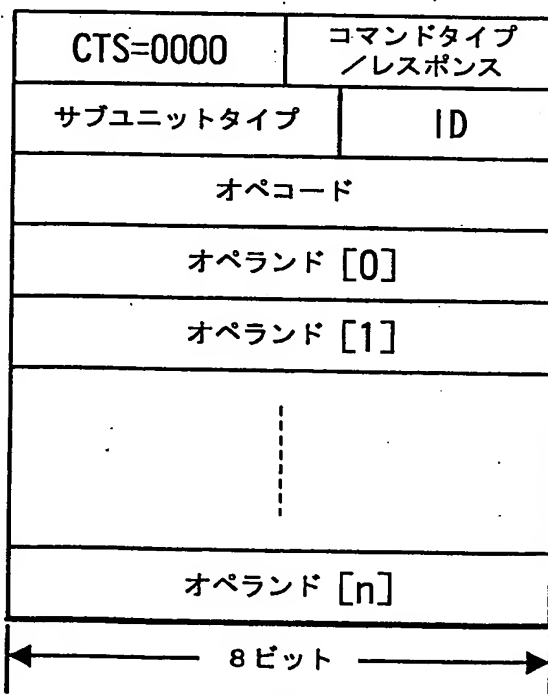 CTS=0000
コマンドタイプ
／レスポンス
サブユニットタイプ
ID
オペコード
オペランド [0]
オペランド [1]
オペランド [n]
8ビット